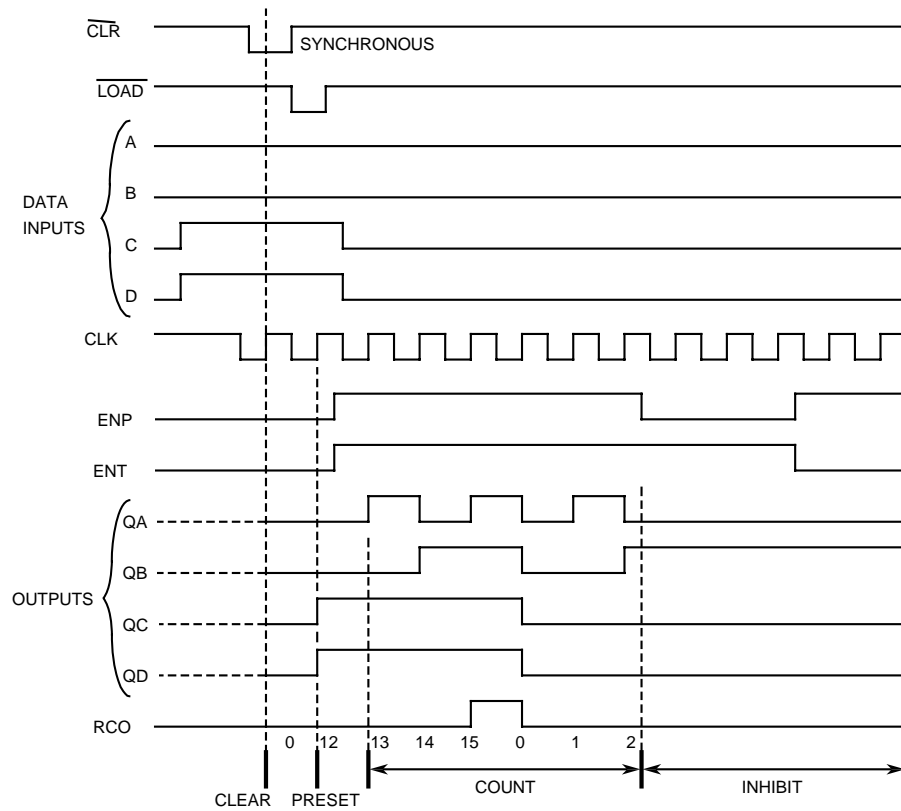 CLR
SYNCHRONOUS
LOAD
A
B
DATA
INPUTS
C
D
CLK
ENP
ENT
QA
QB
OUTPUTS
QC
QD
RCO
0 12 13 14 15 0 1 2
CLEAR PRESET COUNT INHIBIT